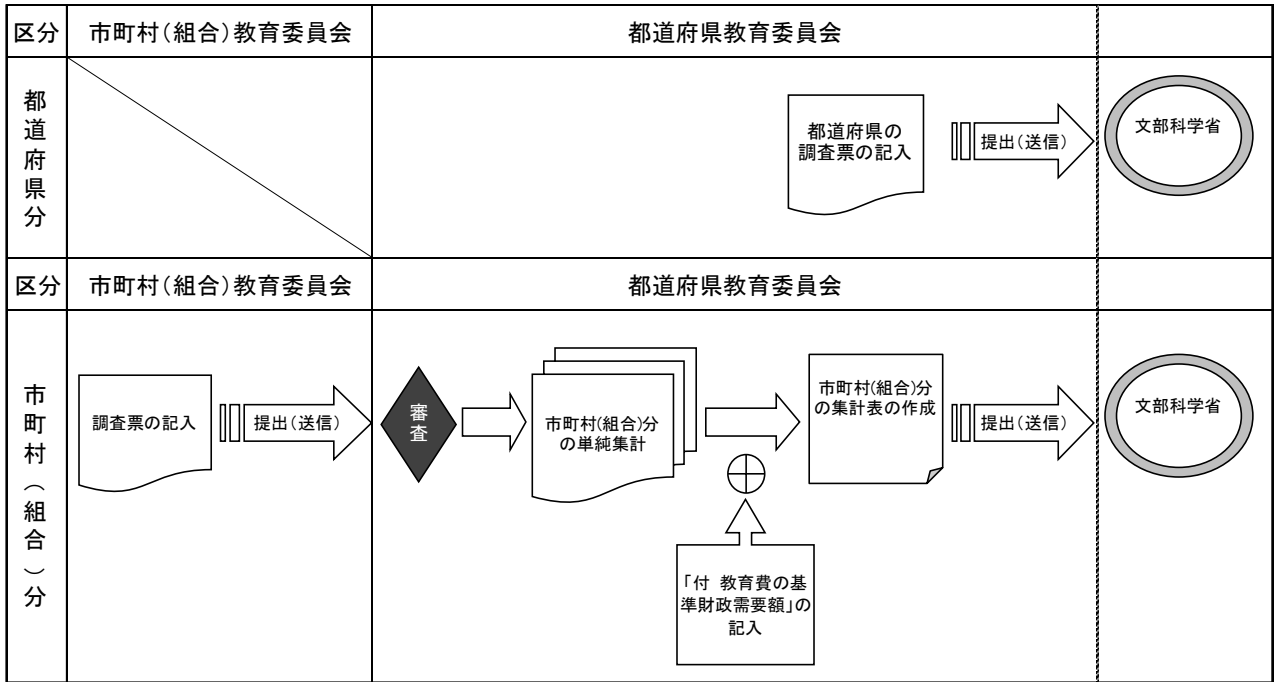 区分
市町村(組合)教育委員会
都道府県教育委員会
都道府県分
都道府県の
調査票の記入
提出(送信)
文部科学省
区分
市町村(組合)教育委員会
都道府県教育委員会
市町村(組合)分
調査票の記入
提出(送信)
審査
市町村(組合)分
の単純集計
市町村(組合)分
の集計表の作成
提出(送信)
文部科学省
「付 教育費の基
準財政需要額」の
記入